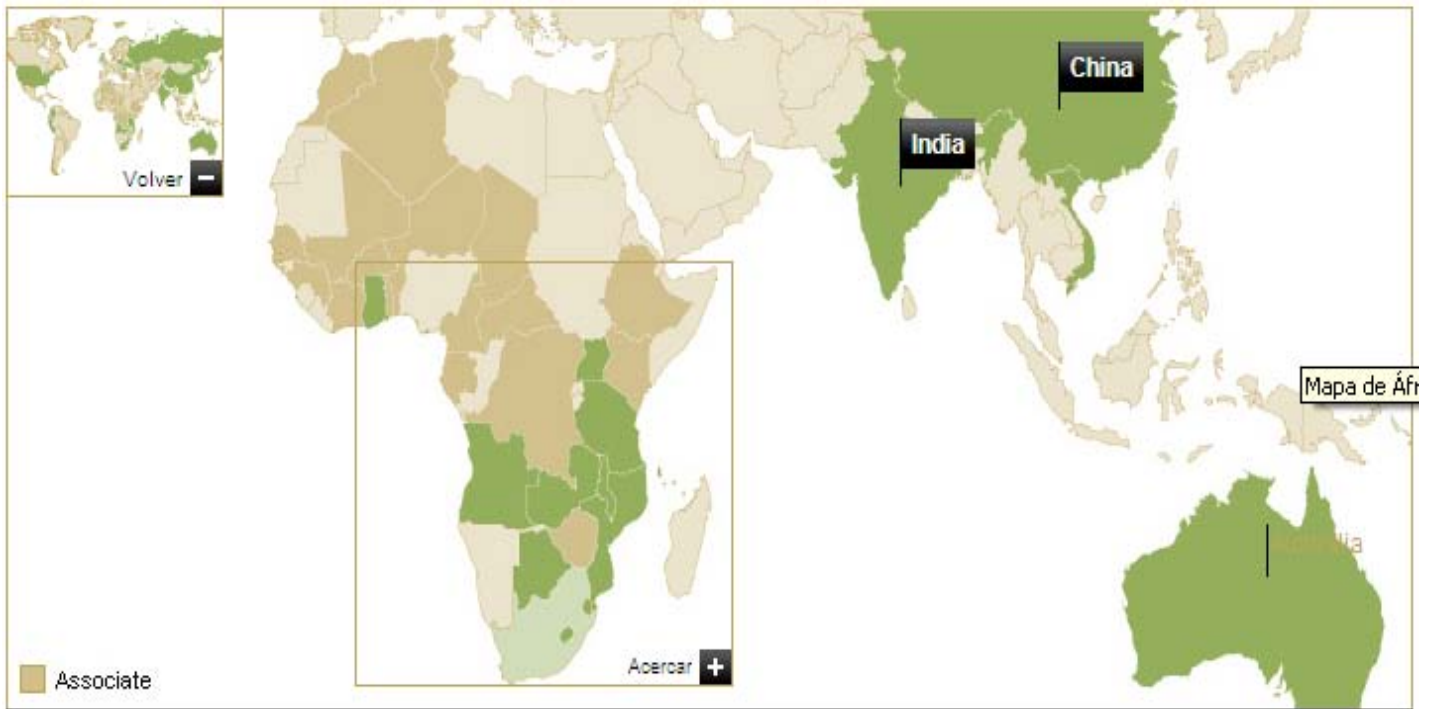 China
India
Volver
Mapa de Áfr
Acercar
Associate